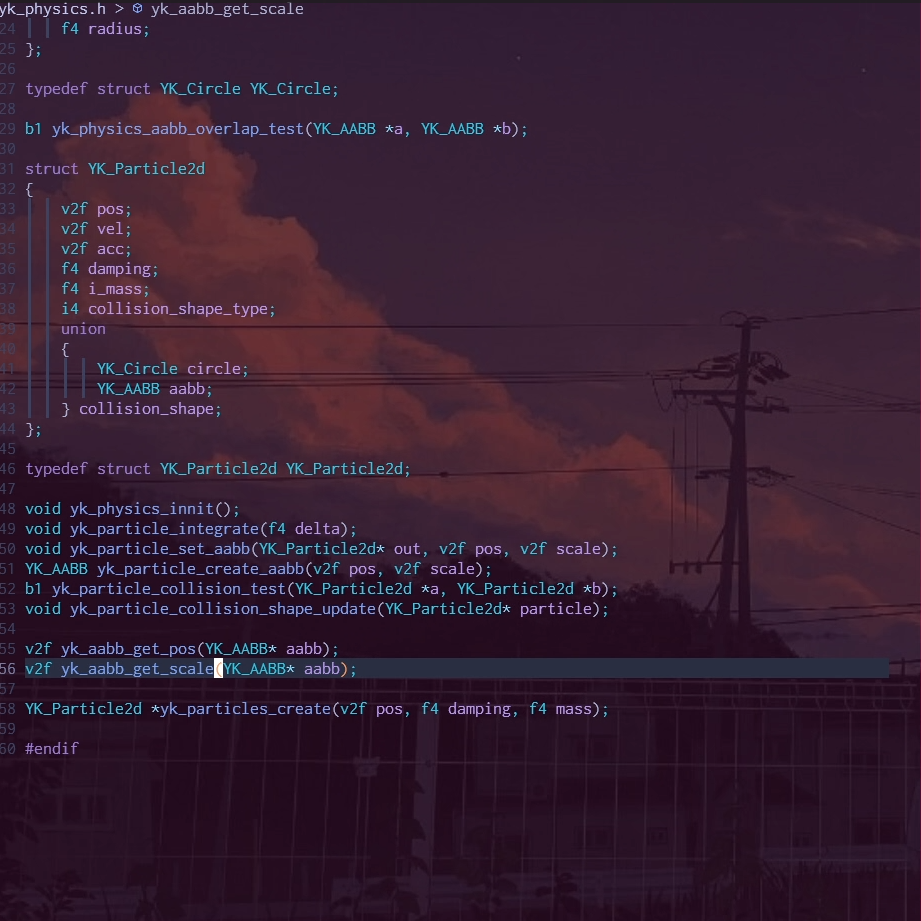 yk_physics.h > yk_aabb_get_scale
24 f4 radius;
25 };
26
27 typedef struct YK_Circle YK_Circle;
28
29 b1 yk_physics_aabb_overlap_test(YK_AABB *a, YK_AABB *b);
30
31 struct YK_Particle2d
32 {
33 v2f pos;
34 v2f vel;
35 v2f acc;
36 f4 damping;
37 f4 i_mass;
38 i4 collision_shape_type;
39 union
40 {
41 YK_Circle circle;
42 YK_AABB aabb;
43 } collision_shape;
44 };
45
46 typedef struct YK_Particle2d YK_Particle2d;
47
48 void yk_physics_innit();
49 void yk_particle_integrate(f4 delta);
50 void yk_particle_set_aabb(YK_Particle2d* out, v2f pos, v2f scale);
51 YK_AABB yk_particle_create_aabb(v2f pos, v2f scale);
52 b1 yk_particle_collision_test(YK_Particle2d *a, YK_Particle2d *b);
53 void yk_particle_collision_shape_update(YK_Particle2d* particle);
54
55 v2f yk_aabb_get_pos(YK_AABB* aabb);
56 v2f yk_aabb_get_scale(YK_AABB* aabb);
57
58 YK_Particle2d *yk_particles_create(v2f pos, f4 damping, f4 mass);
59
60 #endif